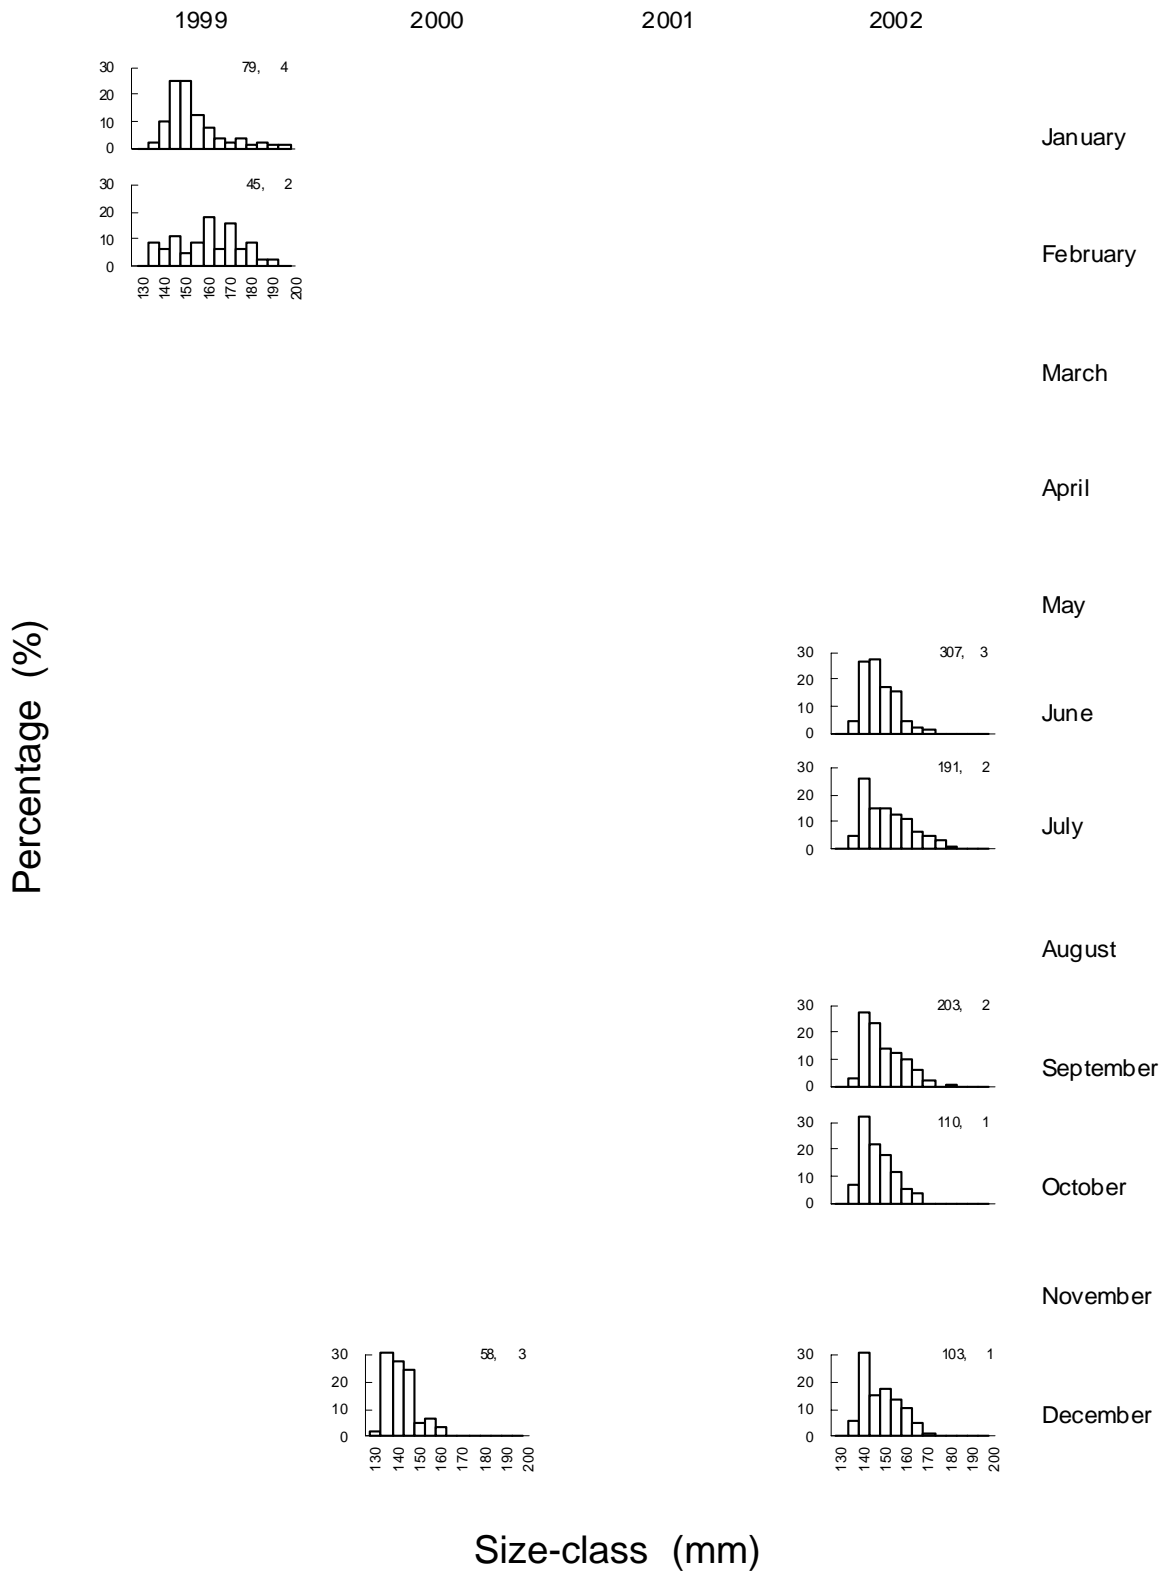 1999 2000 2001 2002
30 79, 4
20
10
0
January
30 45, 2
20
10
0
February
130 140 150 160 170 180 190 200
March
April
May
Percentage (%)
30 307, 3
20
10
0
June
30 191, 2
20
10
0
July
August
30 203, 2
20
10
0
September
30 110, 1
20
10
0
October
November
30 58, 3
20
10
0
130 140 150 160 170 180 190 200
30 103, 1
20
10
0
130 140 150 160 170 180 190 200
December
Size-class (mm)